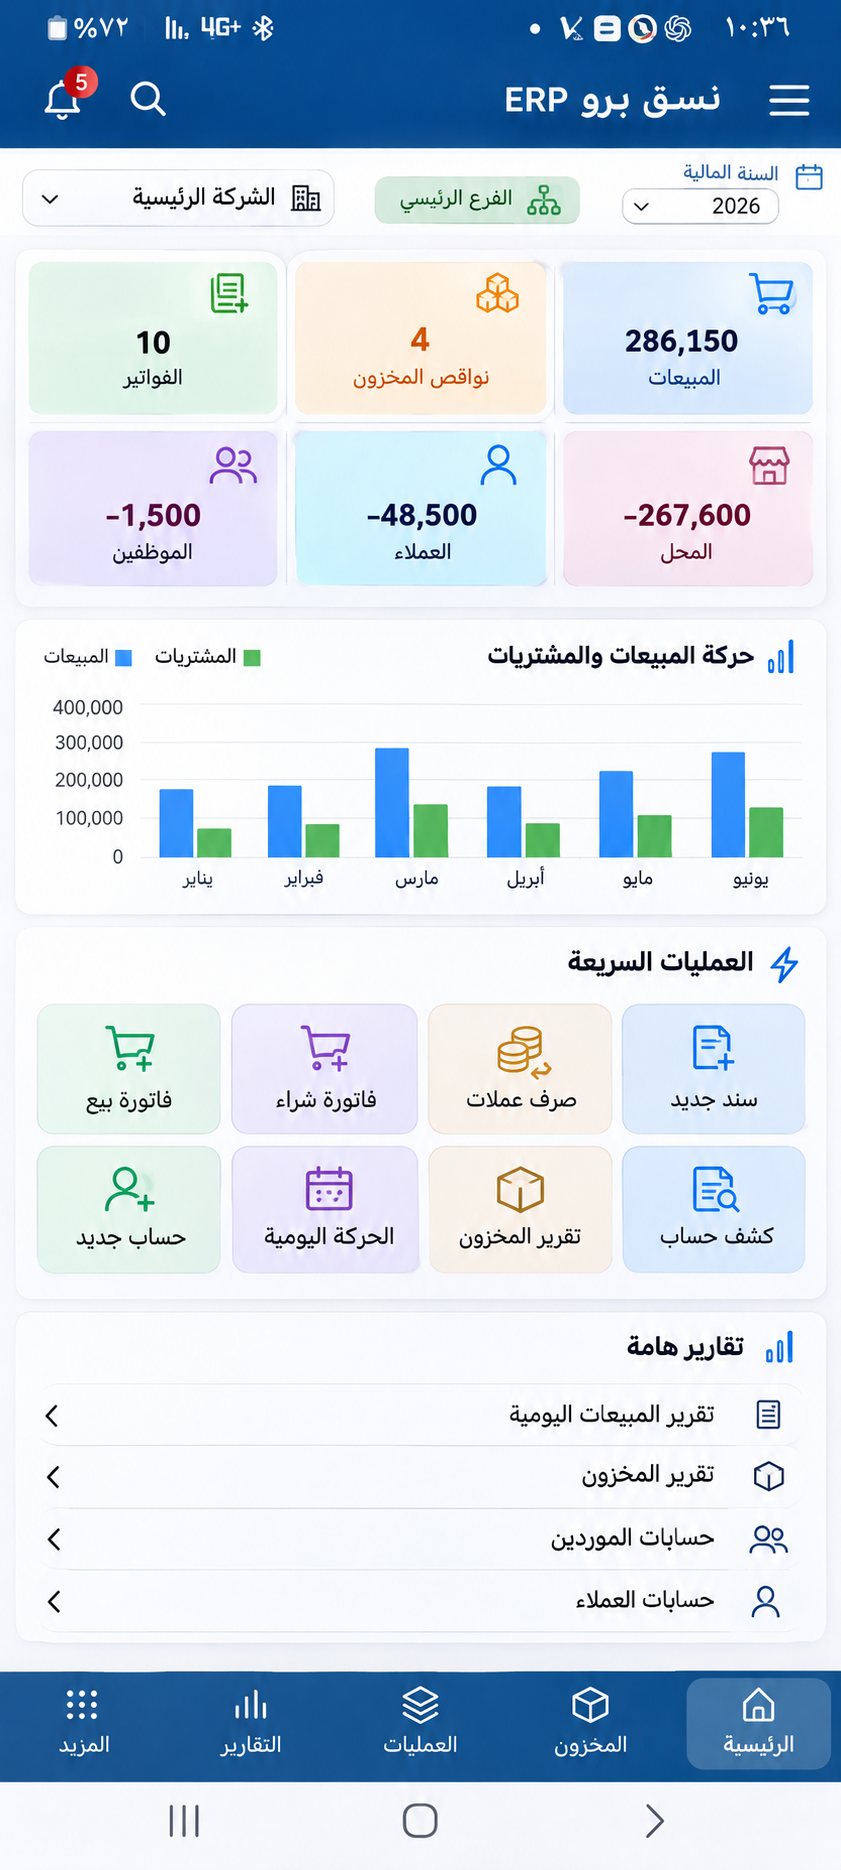 ١٠:٣٦ 4G+ %٧٢
نسق برو ERP
5
السنة المالية
2026
الفرع الرئيسي
الشركة الرئيسية
286,150
المبيعات
4
نواقص المخزون
10
الفواتير
-267,600
المحل
-48,500
العملاء
-1,500
الموظفين
حركة المبيعات والمشتريات
المشتريات
المبيعات
400,000
300,000
200,000
100,000
0
يناير فبراير مارس أبريل مايو يونيو
العمليات السريعة
سند جديد
صرف عملات
فاتورة شراء
فاتورة بيع
كشف حساب
تقرير المخزون
الحركة اليومية
حساب جديد
تقارير هامة
تقرير المبيعات اليومية
تقرير المخزون
حسابات الموردين
حسابات العملاء
الرئيسية
المخزون
العمليات
التقارير
المزيد